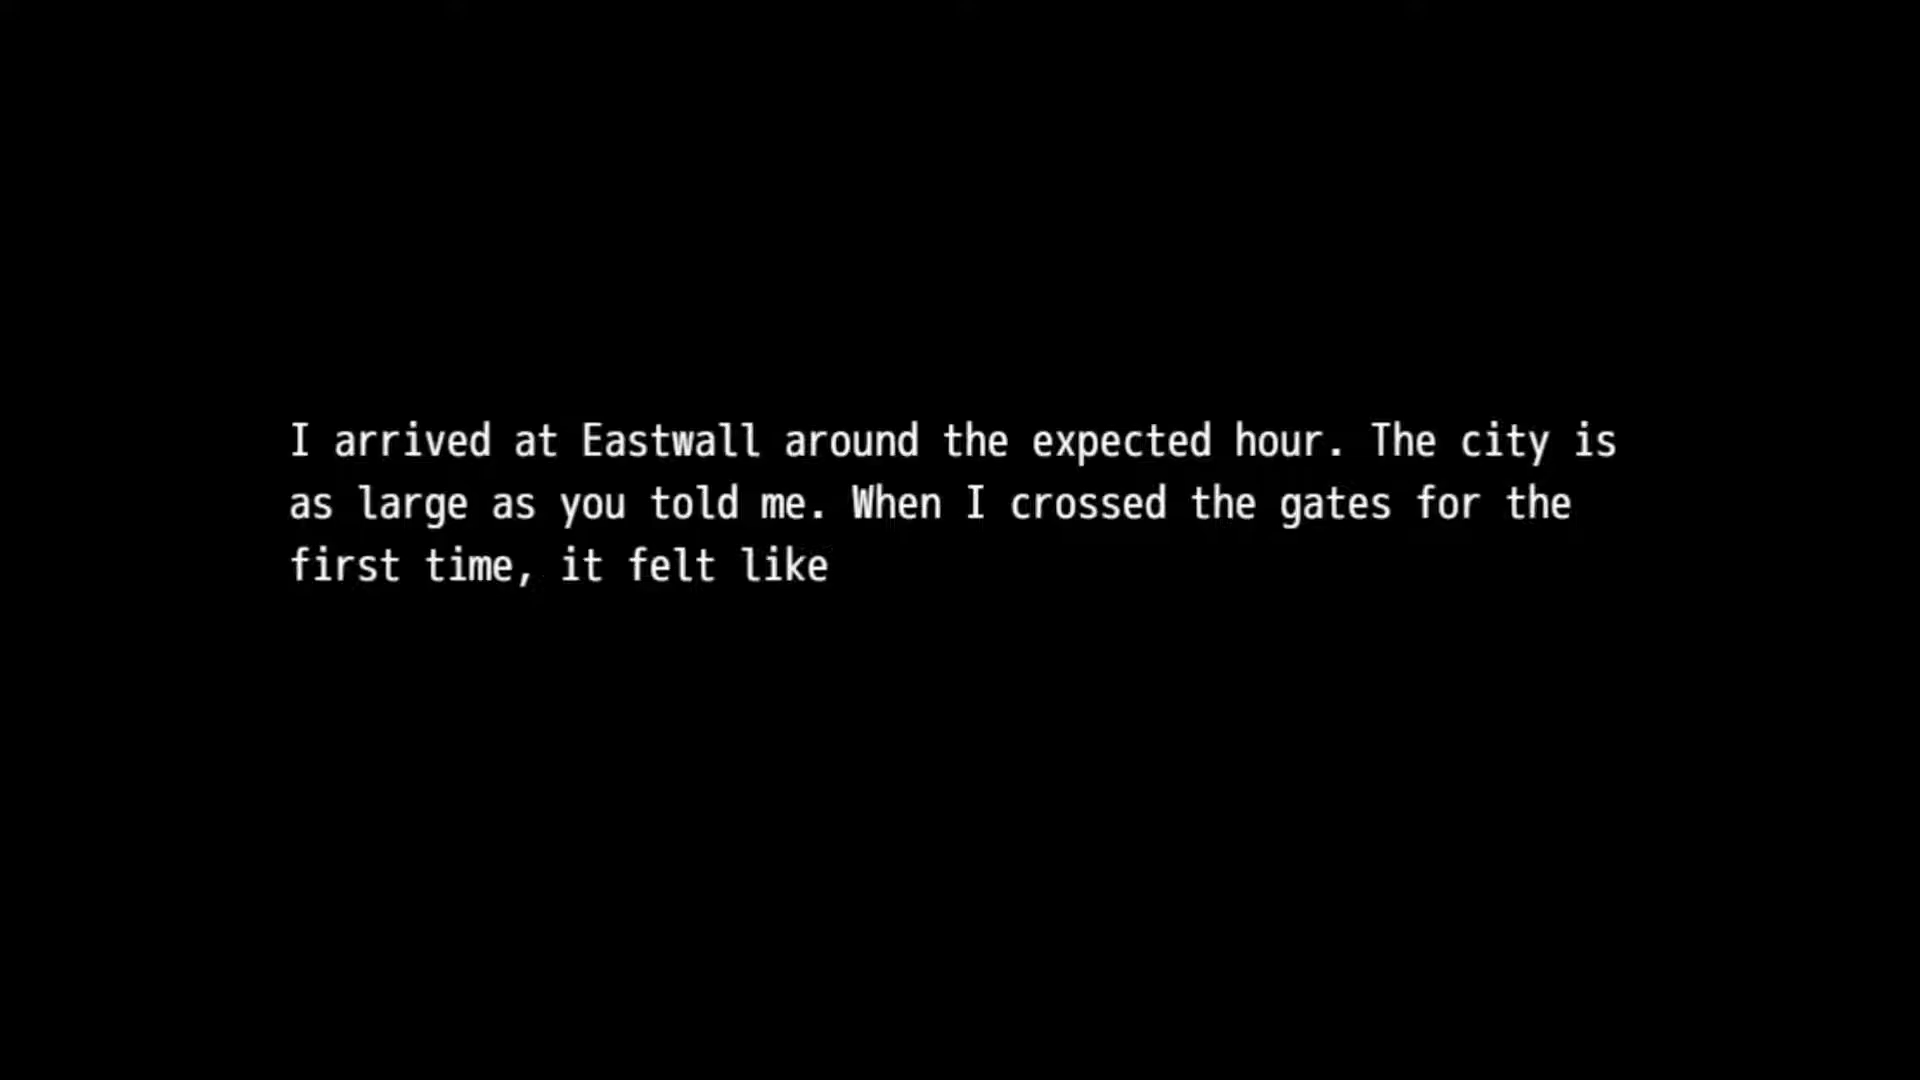 I arrived at Eastwall around the expected hour. The city is
as large as you told me. When I crossed the gates for the
first time, it felt like